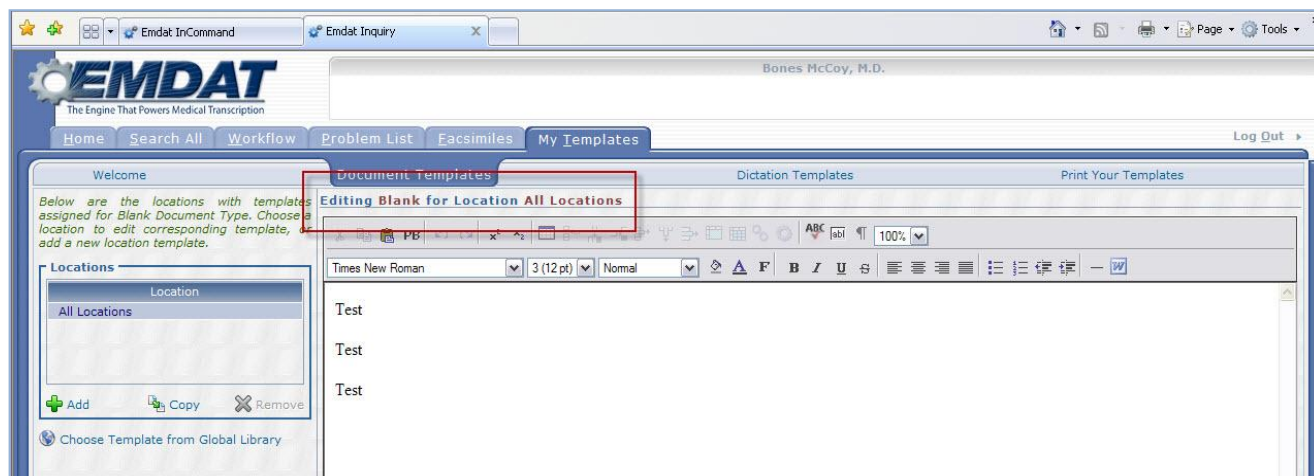 Emdat InCommand
Emdat Inquiry
X
Page
Tools
EMDAT
The Engine That Powers Medical Transcription
Bones McCoy, M.D.
Home
Search All
Workflow
Problem List
Facsimiles
My Templates
Log Out
Welcome
Document Templates
Dictation Templates
Print Your Templates
Below are the locations with templates
assigned for Blank Document Type. Choose a
location to edit corresponding template, or
add a new location template.
Editing Blank for Location All Locations
PB
x²
x₂
ABC
abl
¶
100%
Locations
Location
All Locations
Add
Copy
Remove
Choose Template from Global Library
Times New Roman
3 (12 pt)
Normal
A
F
B
I
U
S
W
Test
Test
Test